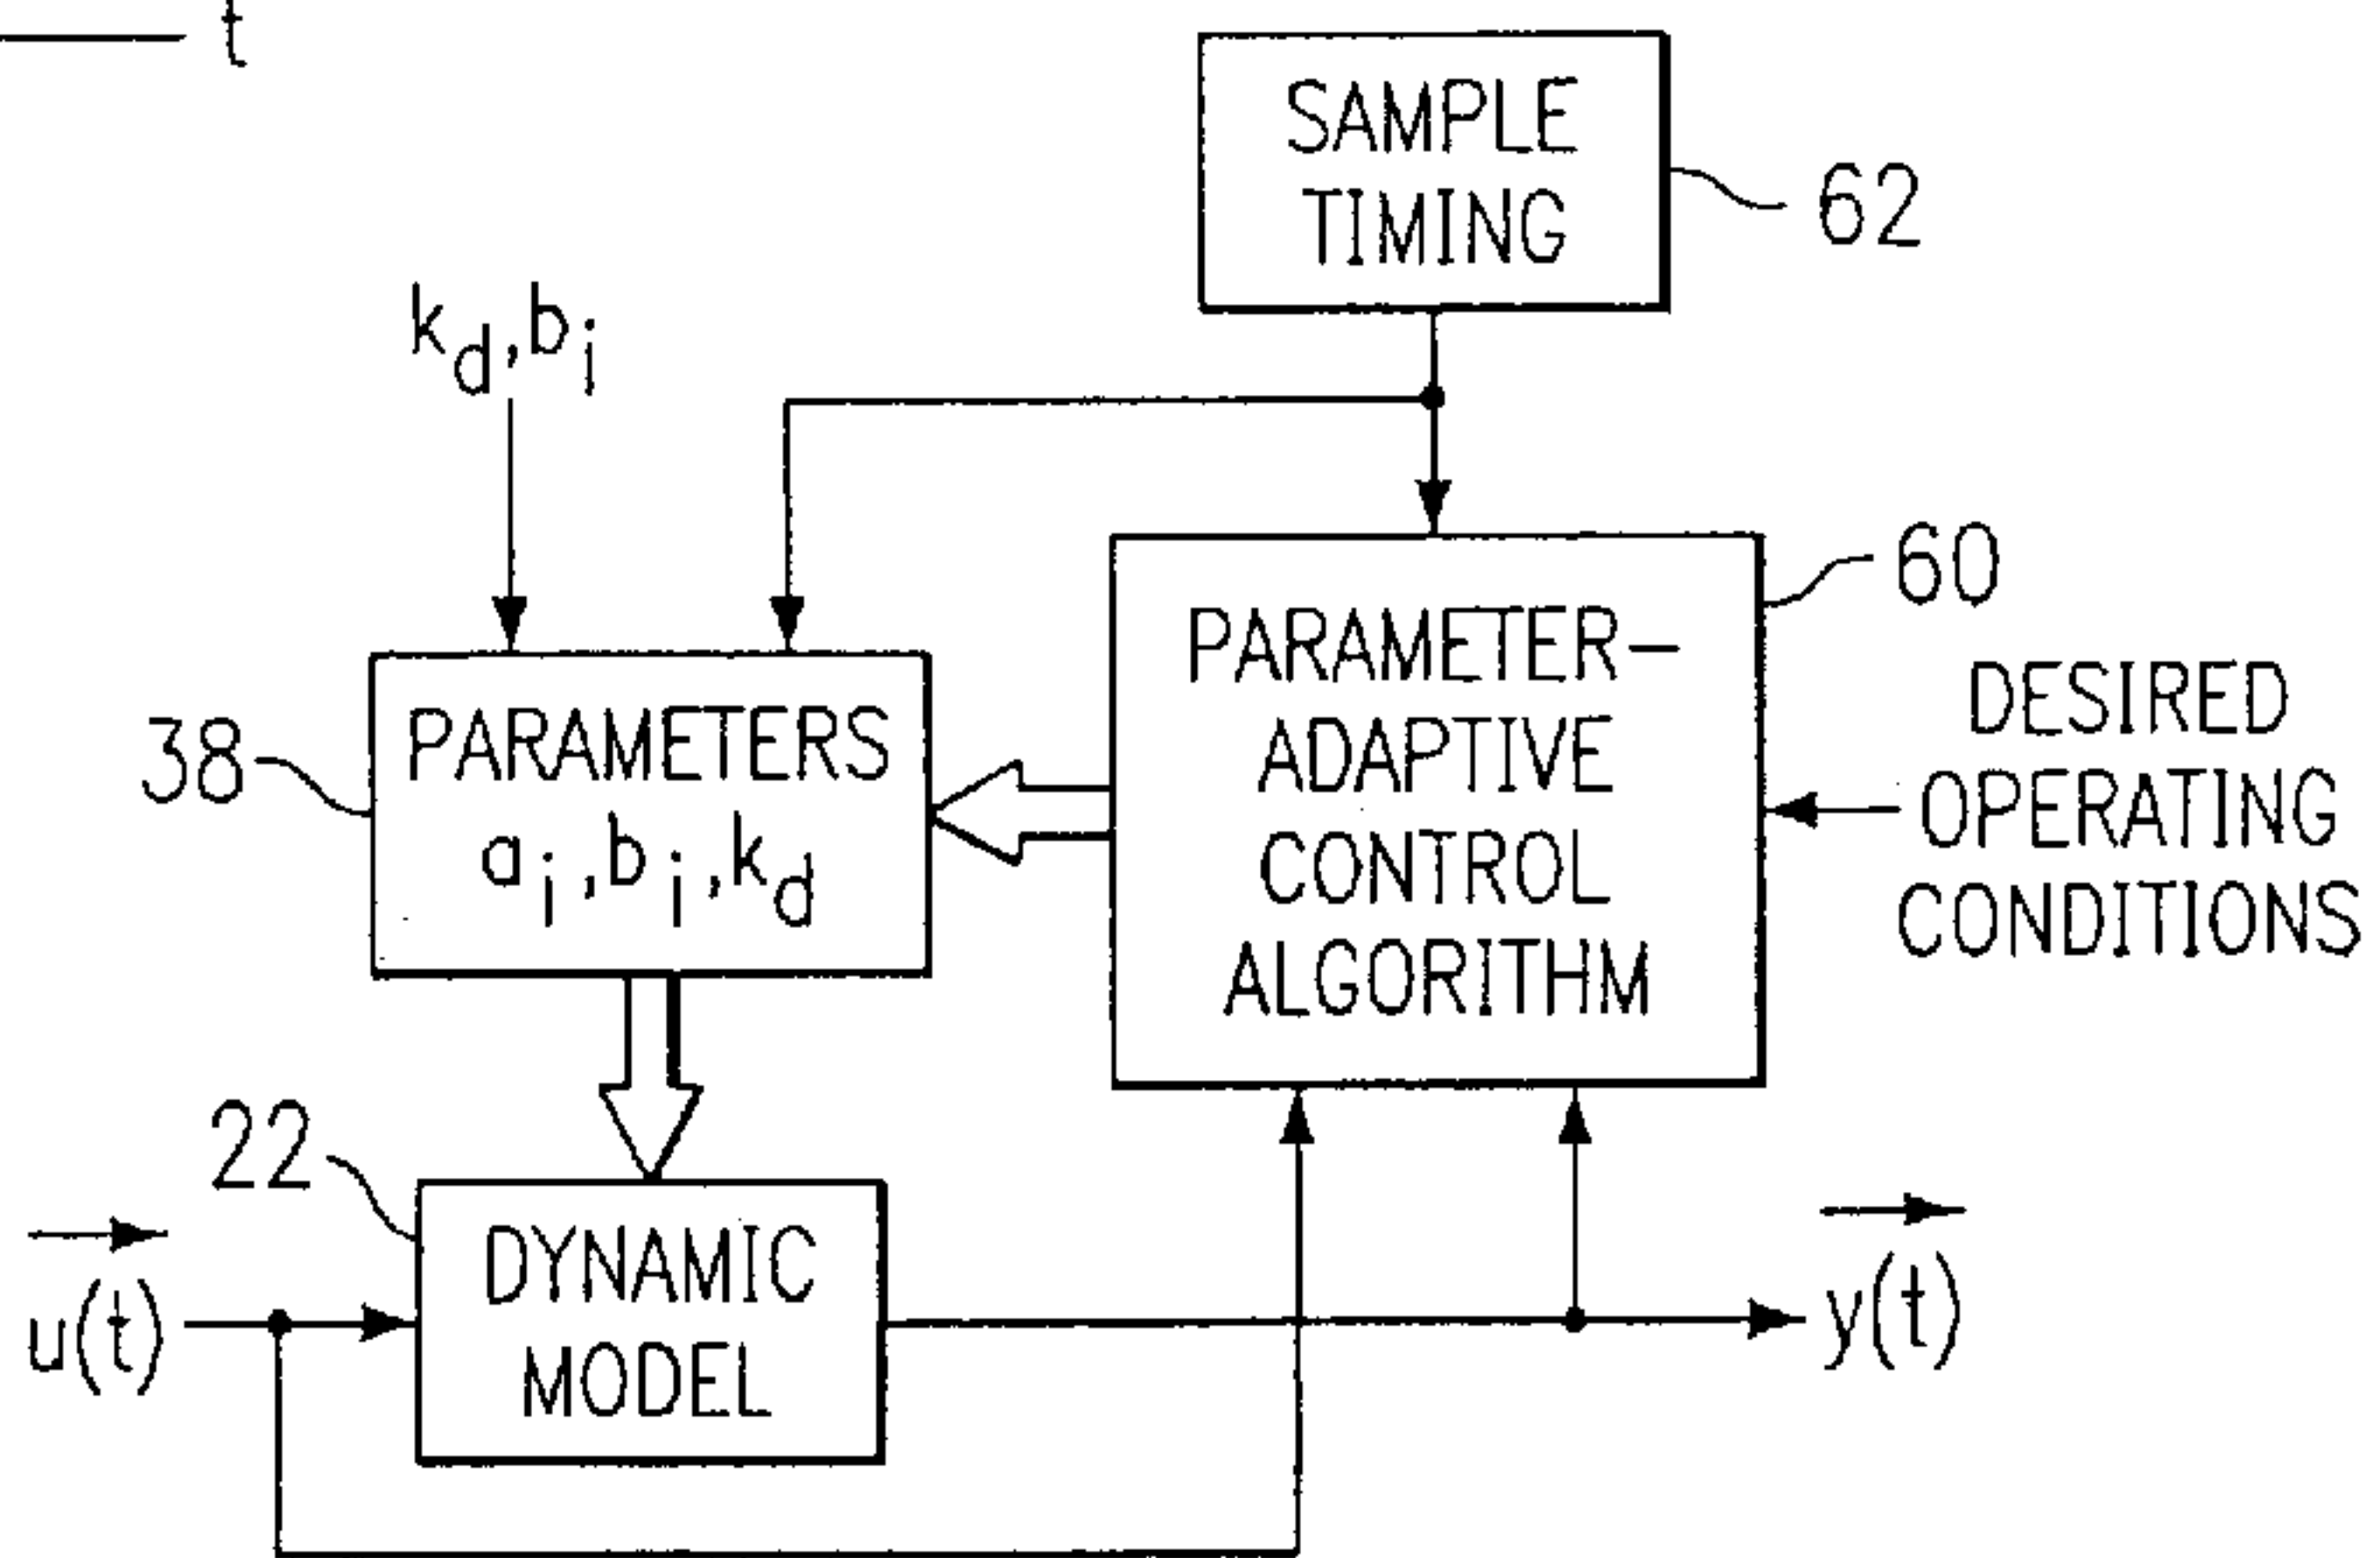 t
SAMPLE
TIMING
62
k_d, b_i
60
PARAMETER-
ADAPTIVE
CONTROL
ALGORITHM
DESIRED
OPERATING
CONDITIONS
38
PARAMETERS
a_i, b_i, k_d
22
DYNAMIC
MODEL
u(t)
y(t)